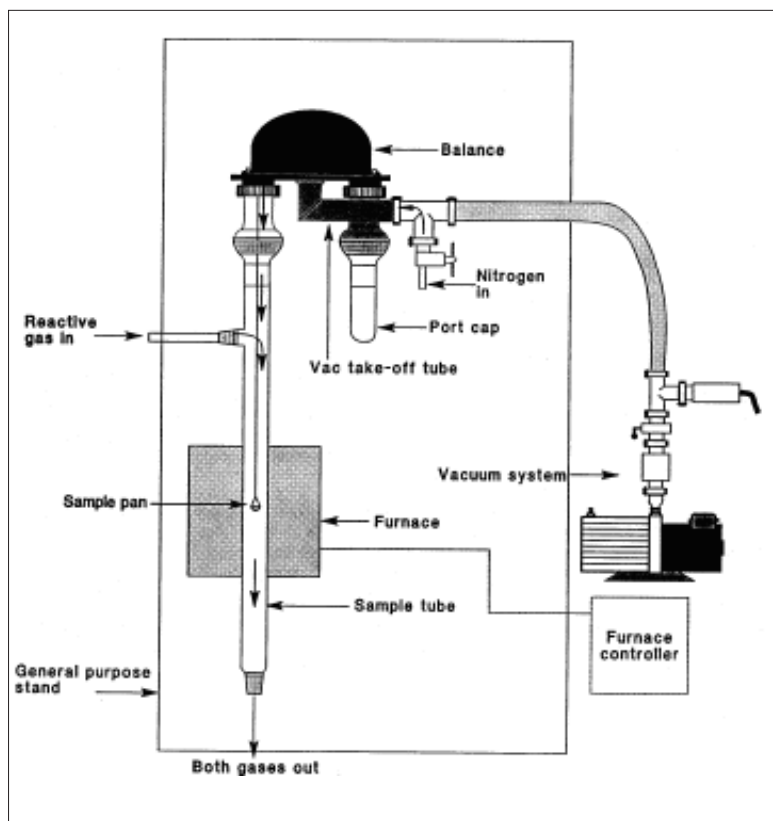 Balance
Nitrogen
in
Reactive
gas in
Port cap
Vac take-off tube
Vacuum system
Sample pan
Furnace
Sample tube
Furnace
controller
General purpose
stand
Both gases out